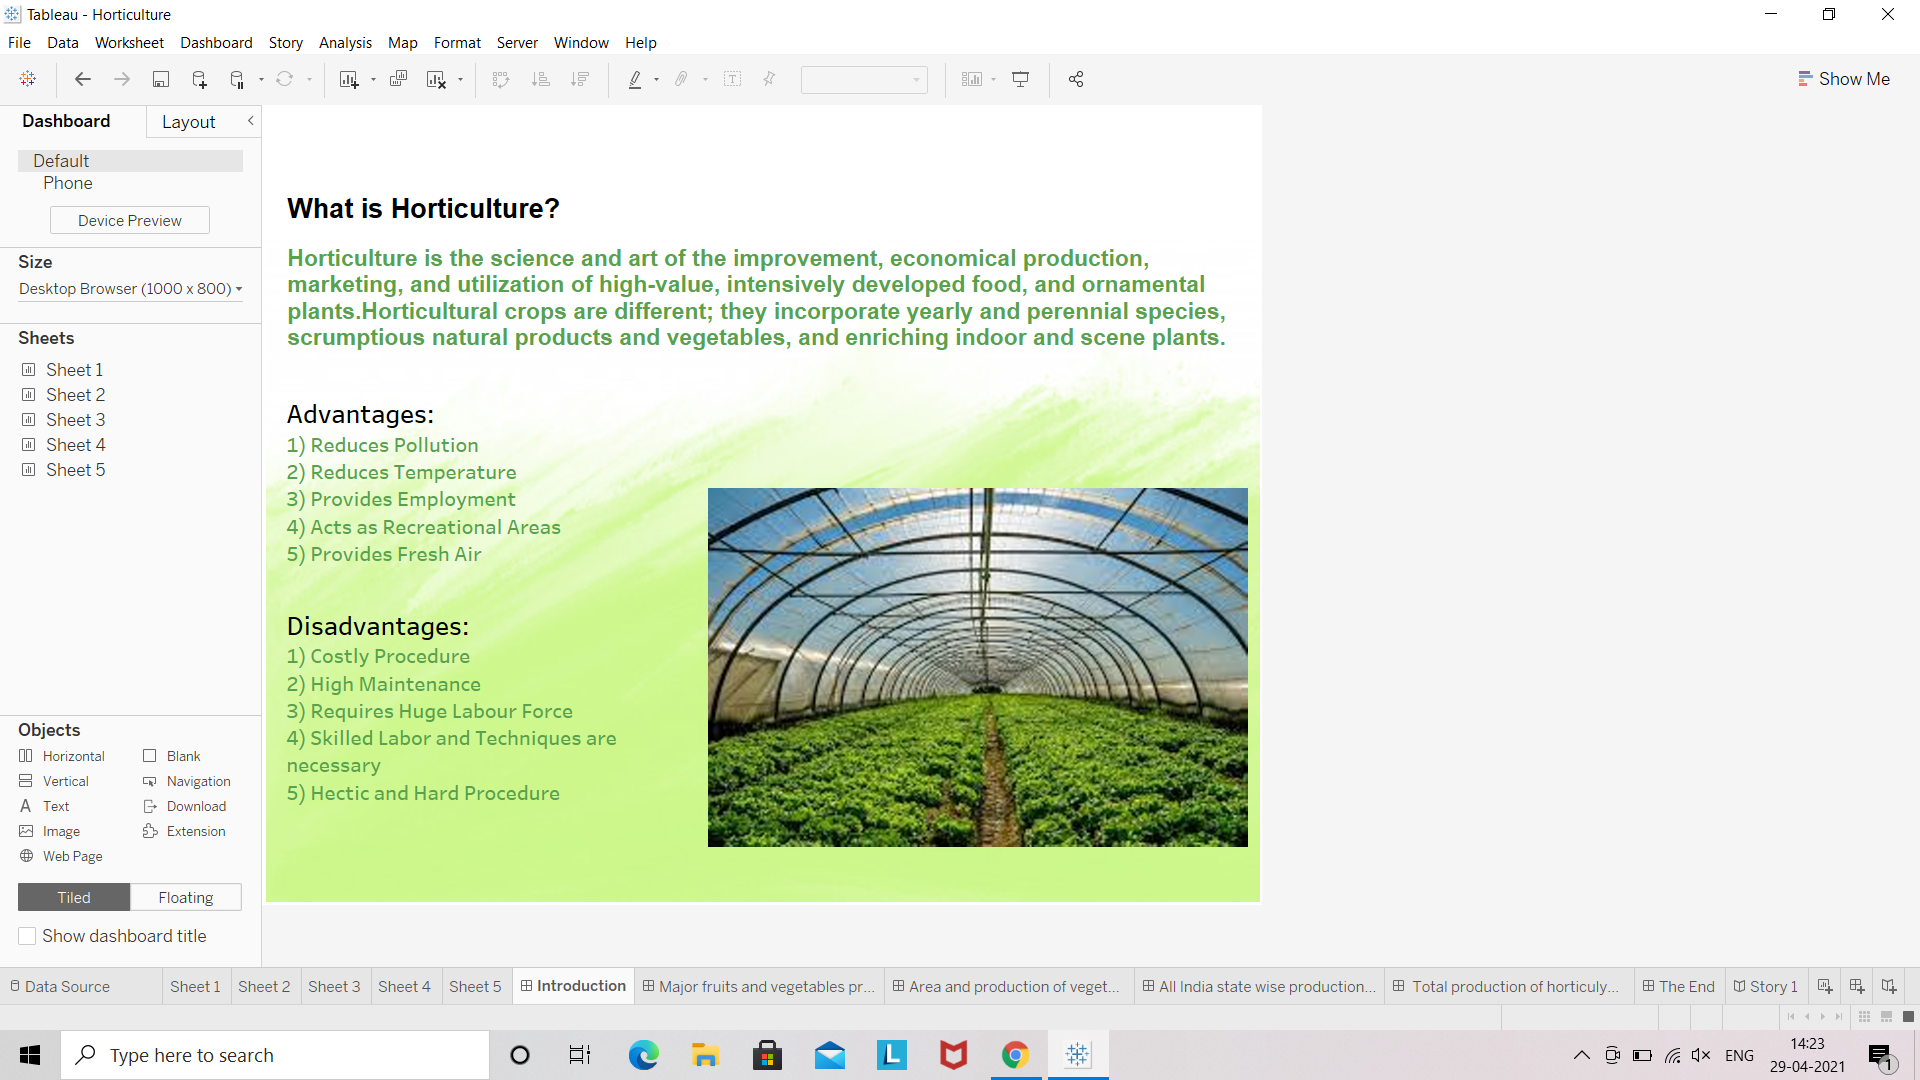 Tableau - Horticulture
File Data Worksheet Dashboard Story Analysis Map Format Server Window Help
Show Me
Dashboard Layout
Default
Phone
Device Preview
Size
Desktop Browser (1000 x 800)
Sheets
Sheet 1
Sheet 2
Sheet 3
Sheet 4
Sheet 5
Objects
Horizontal Blank
Vertical Navigation
Text Download
Image Extension
Web Page
Tiled Floating
Show dashboard title
What is Horticulture?
Horticulture is the science and art of the improvement, economical production,
marketing, and utilization of high-value, intensively developed food, and ornamental
plants.Horticultural crops are different; they incorporate yearly and perennial species,
scrumptious natural products and vegetables, and enriching indoor and scene plants.
Advantages:
1) Reduces Pollution
2) Reduces Temperature
3) Provides Employment
4) Acts as Recreational Areas
5) Provides Fresh Air
Disadvantages:
1) Costly Procedure
2) High Maintenance
3) Requires Huge Labour Force
4) Skilled Labor and Techniques are
necessary
5) Hectic and Hard Procedure
Data Source Sheet 1 Sheet 2 Sheet 3 Sheet 4 Sheet 5 Introduction Major fruits and vegetables pr... Area and production of veget... All India state wise production... Total production of horticuly... The End Story 1
Type here to search
L
ENG
14:23
29-04-2021
1